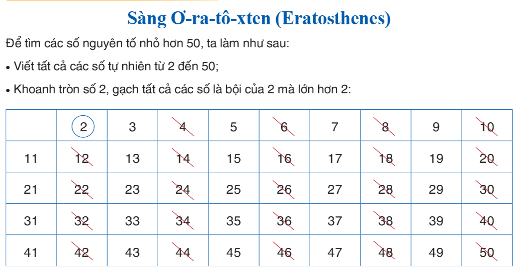 Sàng Ơ-ra-tô-xten (Eratosthenes)
Để tìm các số nguyên tố nhỏ hơn 50, ta làm như sau:
• Viết tất cả các số tự nhiên từ 2 đến 50;
• Khoanh tròn số 2, gạch tất cả các số là bội của 2 mà lớn hơn 2:
2 3 4 5 6 7 8 9 10
11 12 13 14 15 16 17 18 19 20
21 22 23 24 25 26 27 28 29 30
31 32 33 34 35 36 37 38 39 40
41 42 43 44 45 46 47 48 49 50